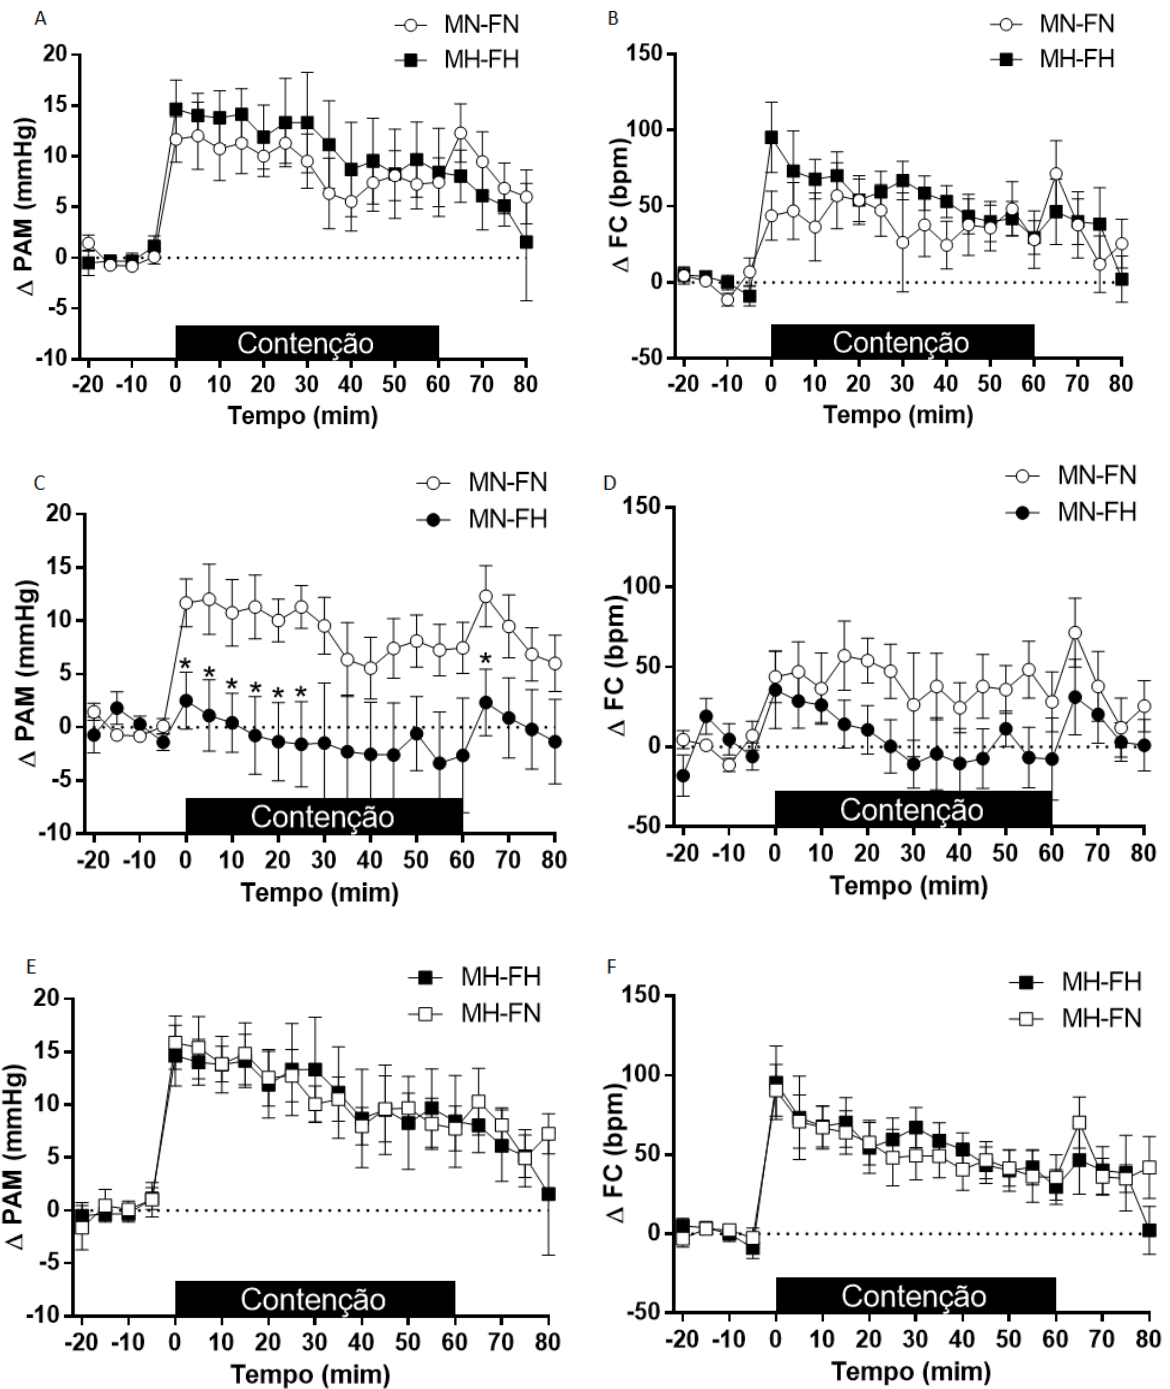 A
MN-FN
MH-FH
20
15
10
5
0
-5
-10
Δ PAM (mmHg)
Contenção
-20 -10 0 10 20 30 40 50 60 70 80
Tempo (mim)
B
MN-FN
MH-FH
150
100
50
0
-50
Δ FC (bpm)
Contenção
-20 -10 0 10 20 30 40 50 60 70 80
Tempo (mim)
C
MN-FN
MN-FH
20
15
10
5
0
-5
-10
Δ PAM (mmHg)
* * * * * * *
Contenção
-20 -10 0 10 20 30 40 50 60 70 80
Tempo (mim)
D
MN-FN
MN-FH
150
100
50
0
-50
Δ FC (bpm)
Contenção
-20 -10 0 10 20 30 40 50 60 70 80
Tempo (mim)
E
MH-FH
MH-FN
20
15
10
5
0
-5
-10
Δ PAM (mmHg)
Contenção
-20 -10 0 10 20 30 40 50 60 70 80
Tempo (mim)
F
MH-FH
MH-FN
150
100
50
0
-50
Δ FC (bpm)
Contenção
-20 -10 0 10 20 30 40 50 60 70 80
Tempo (mim)